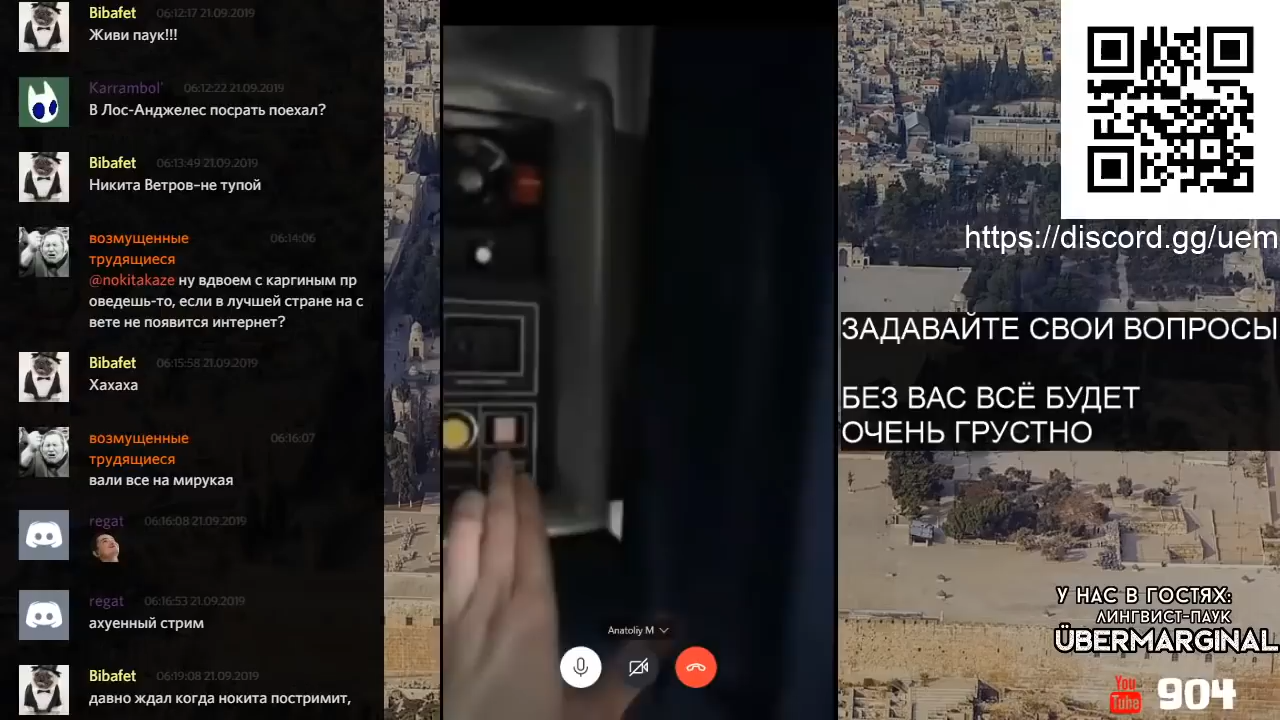 Bibafet 06:12:17 21.09.2019
Живи паук!!!
Karrambol' 06:12:22 21.09.2019
В Лос-Анджелес посрать поехал?
Bibafet 06:13:49 21.09.2019
Никита Ветров-не тупой
возмущенные 06:14:06
трудящиеся
@nokitakaze ну вдвоем с каргиным пр
оведешь-то, если в лучшей стране на с
вете не появится интернет?
Bibafet 06:15:58 21.09.2019
Хахаха
возмущенные 06:16:07
трудящиеся
вали все на мирукая
regat 06:16:08 21.09.2019
regat 06:16:53 21.09.2019
ахуенный стрим
Bibafet 06:19:08 21.09.2019
давно ждал когда нокита постримит,
Anatoliy M
https://discord.gg/uem
ЗАДАВАЙТЕ СВОИ ВОПРОСЫ
БЕЗ ВАС ВСЁ БУДЕТ
ОЧЕНЬ ГРУСТНО
У НАС В ГОСТЯХ:
ЛИНГВИСТ-ПАУК
ÜBERMARGINAL
You Tube 904